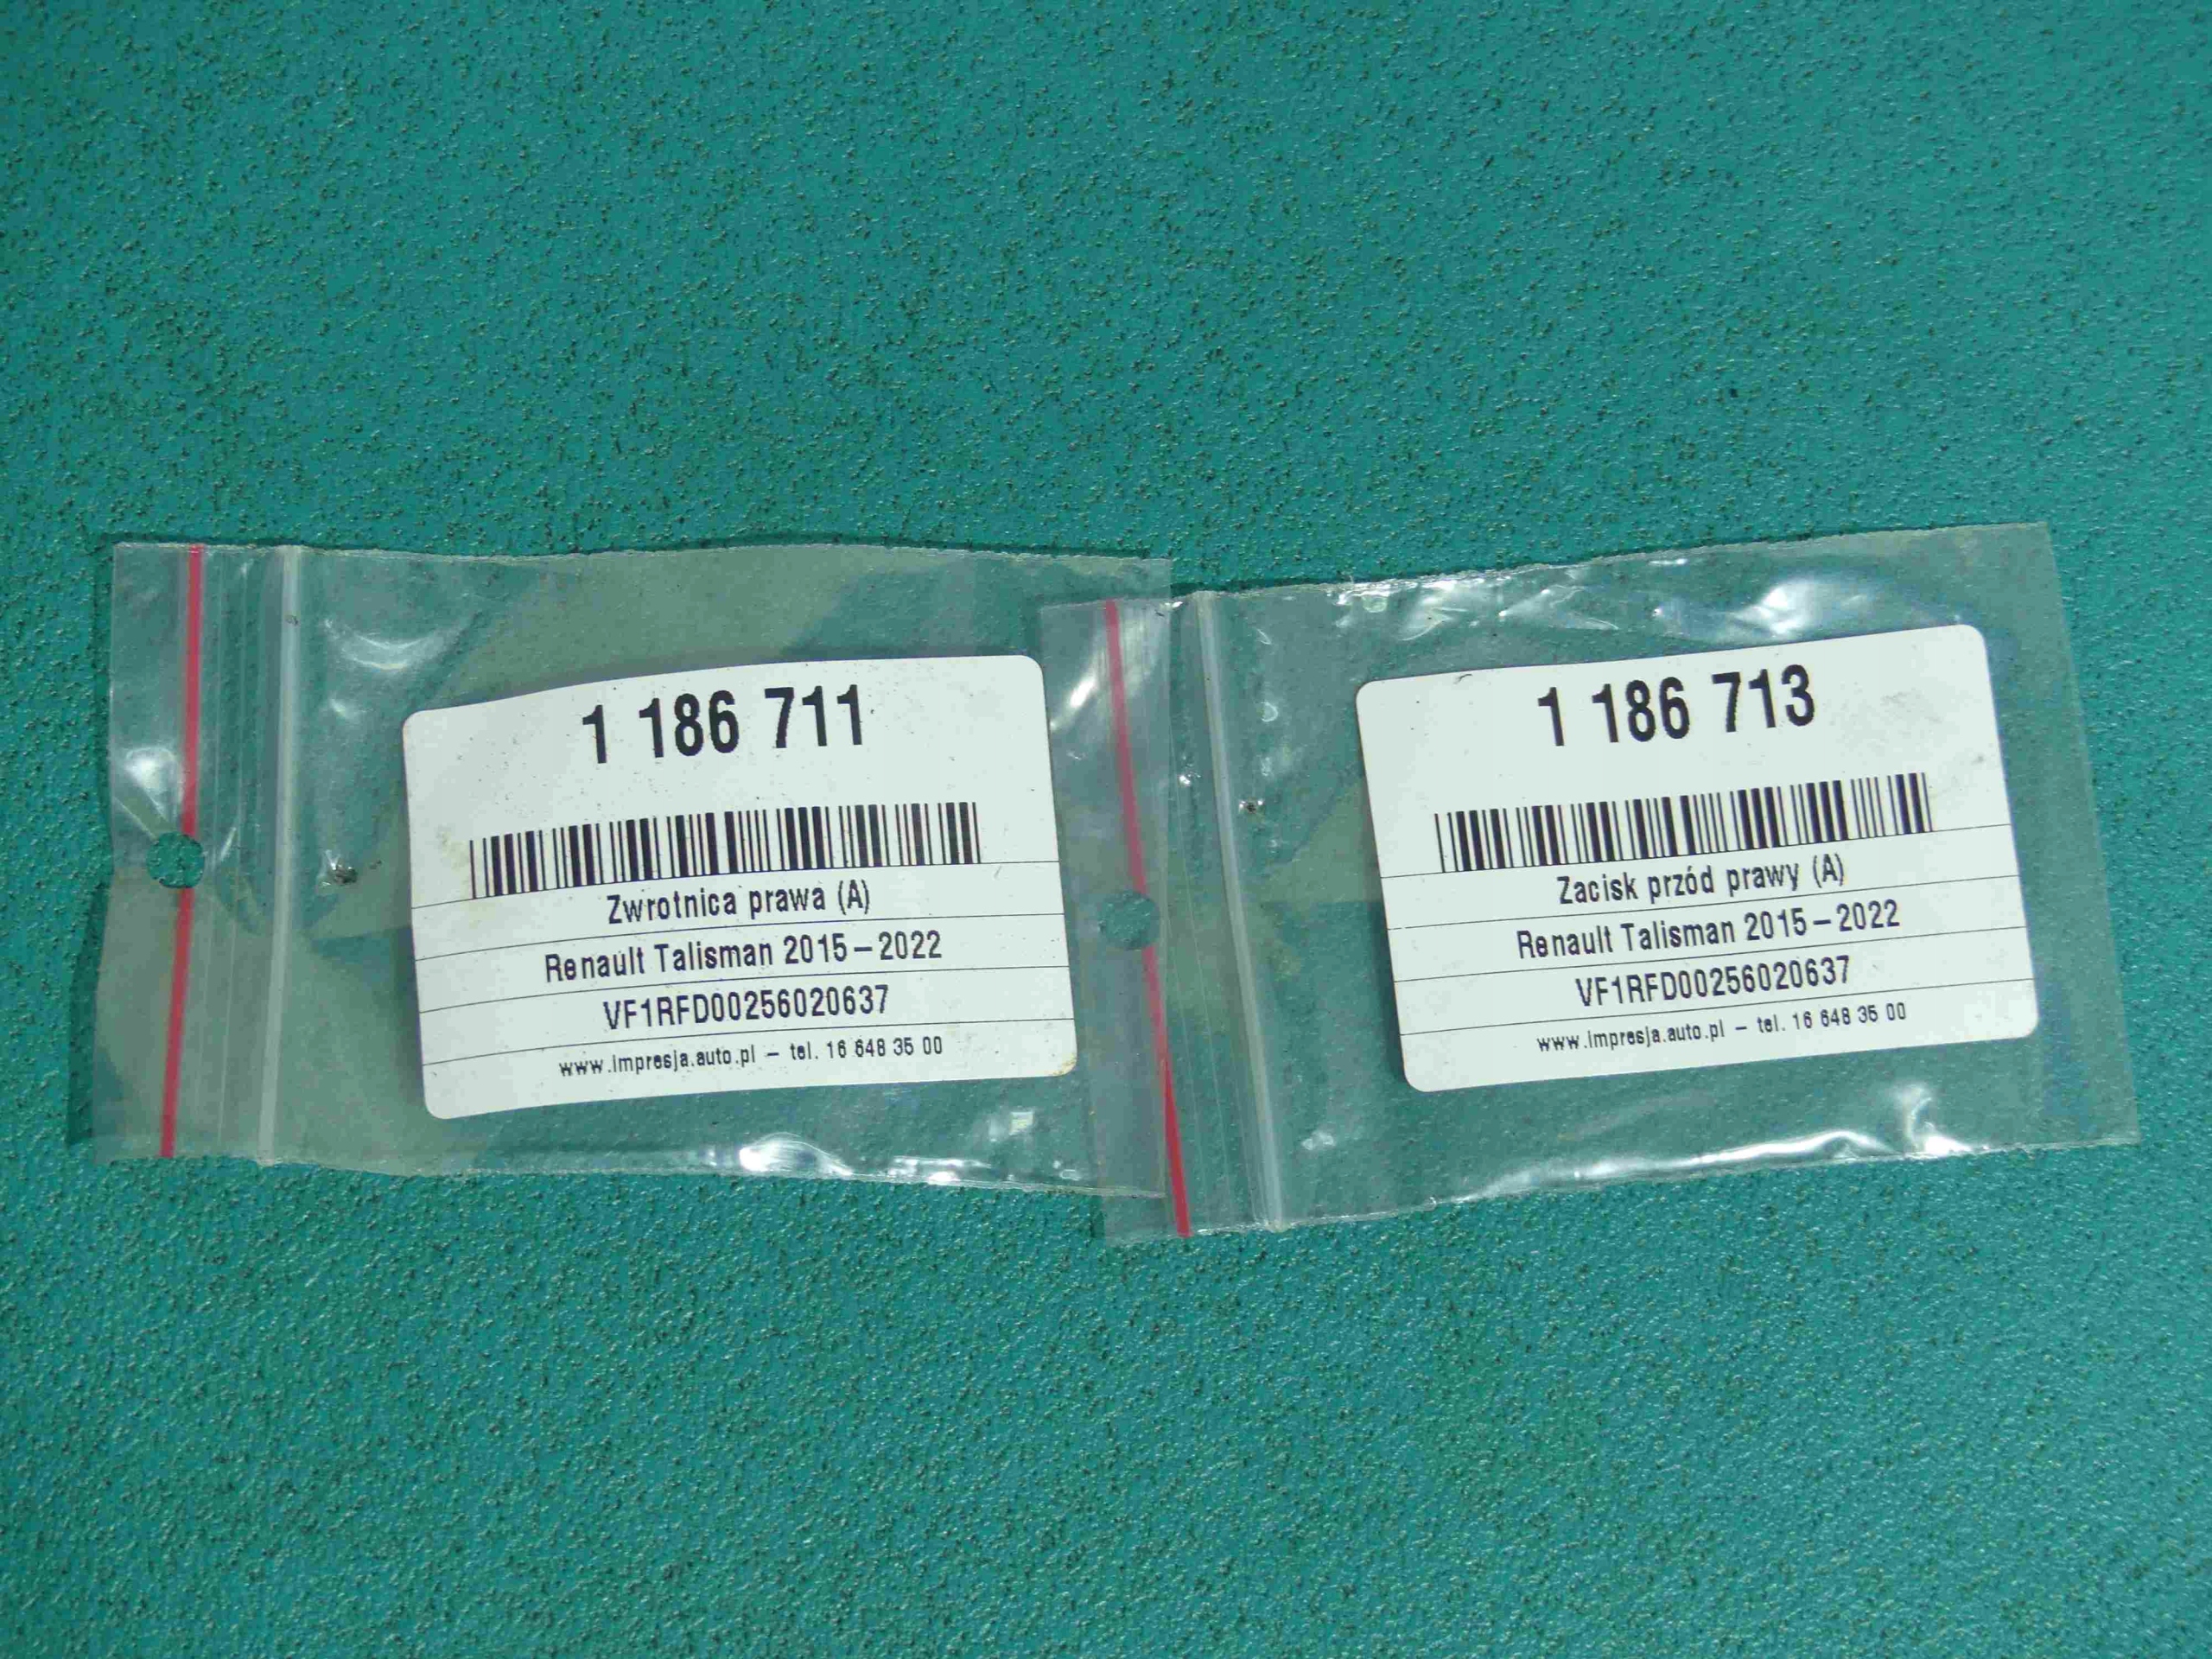 1 186 711
Zwrotnica prawa (A)
Renault Talisman 2015–2022
VF1RFD00256020637
www.impresja.auto.pl – tel. 16 648 35 00
1 186 713
Zacisk przód prawy (A)
Renault Talisman 2015–2022
VF1RFD00256020637
www.impresja.auto.pl – tel. 16 648 35 00